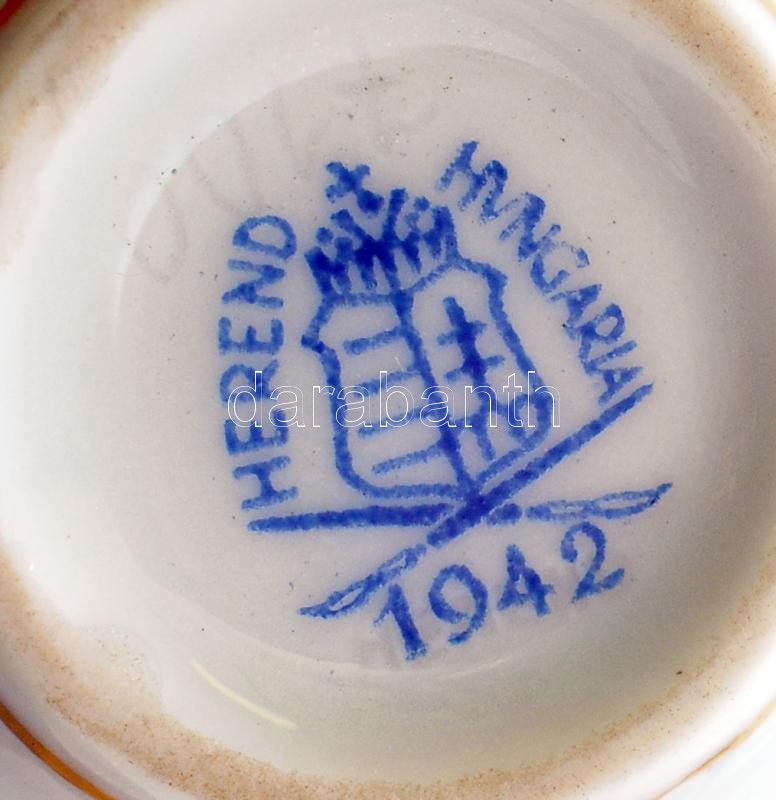 HEREND
HUNGARIA
1942
darabanth